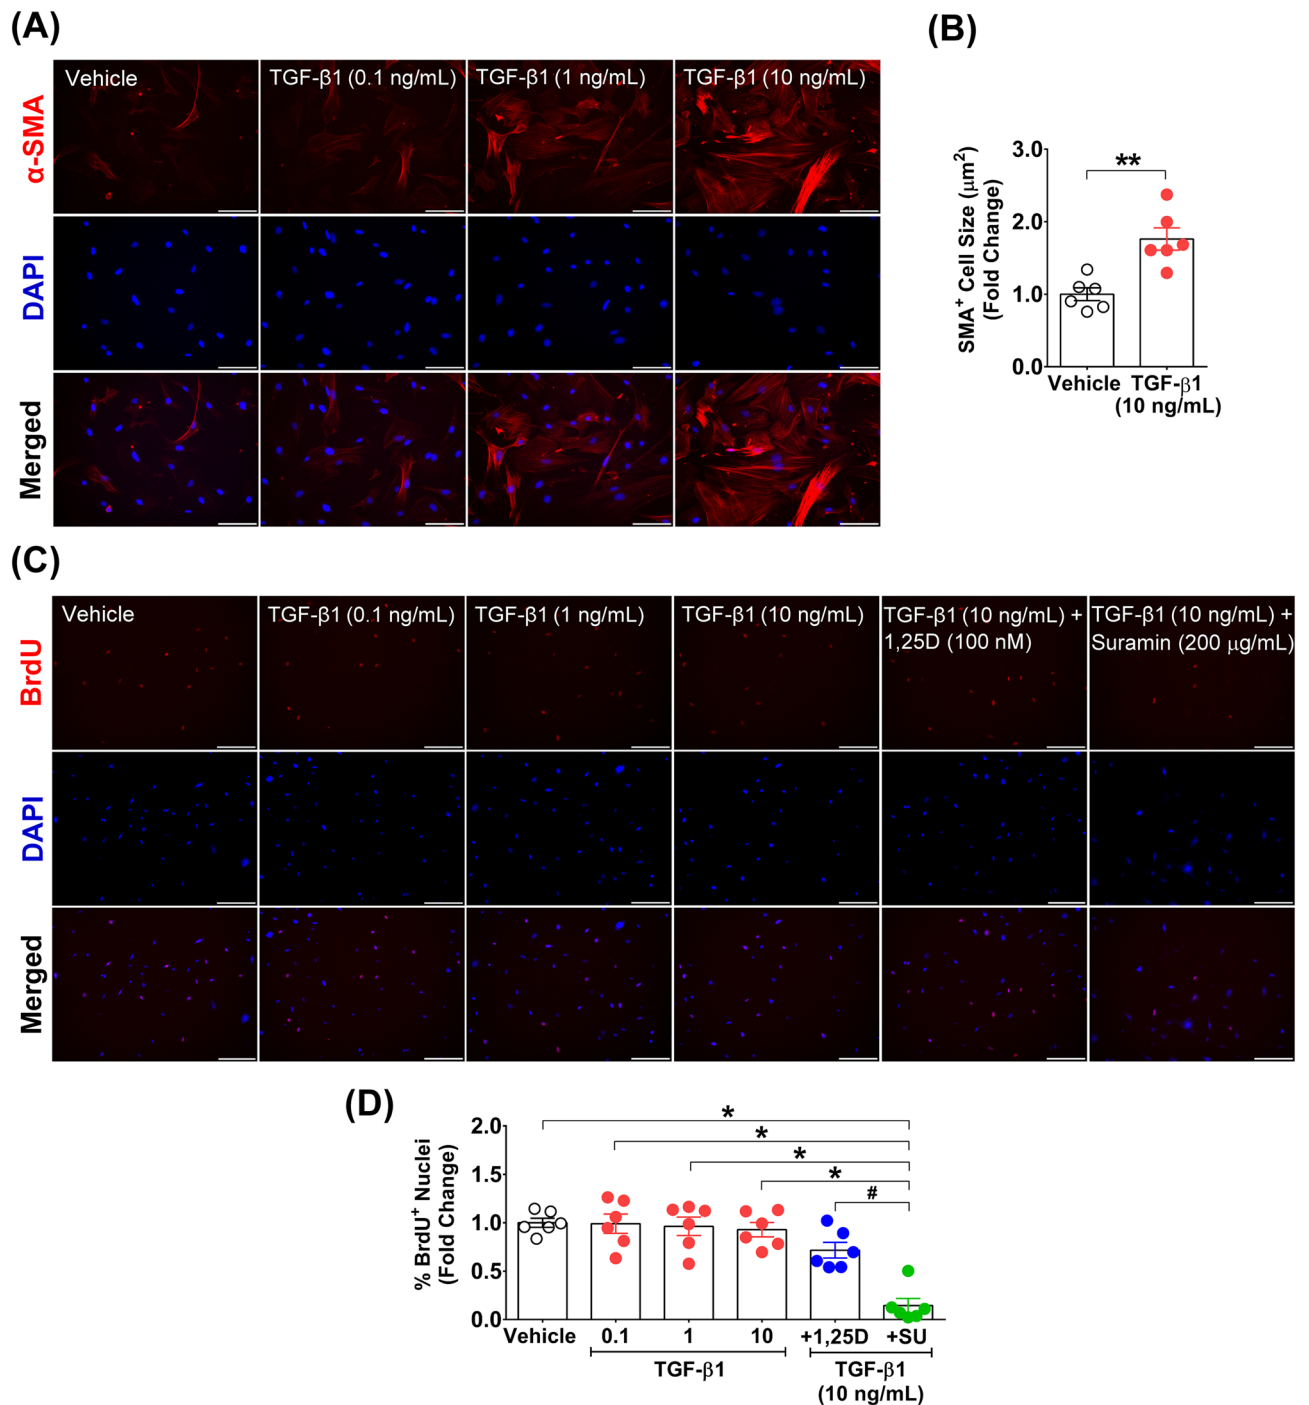 (A)
Vehicle
TGF-β1 (0.1 ng/mL)
TGF-β1 (1 ng/mL)
TGF-β1 (10 ng/mL)
α-SMA
DAPI
Merged
(B)
3.0
2.0
1.0
0.0
SMA⁺ Cell Size (μm²)
(Fold Change)
**
Vehicle
TGF-β1
(10 ng/mL)
(C)
Vehicle
TGF-β1 (0.1 ng/mL)
TGF-β1 (1 ng/mL)
TGF-β1 (10 ng/mL)
TGF-β1 (10 ng/mL) +
1,25D (100 nM)
TGF-β1 (10 ng/mL) +
Suramin (200 μg/mL)
BrdU
DAPI
Merged
(D)
% BrdU⁺ Nuclei
(Fold Change)
2.0
1.5
1.0
0.5
0.0
*
*
*
*
#
Vehicle
0.1
1
10
+1,25D
+SU
TGF-β1
TGF-β1
(10 ng/mL)